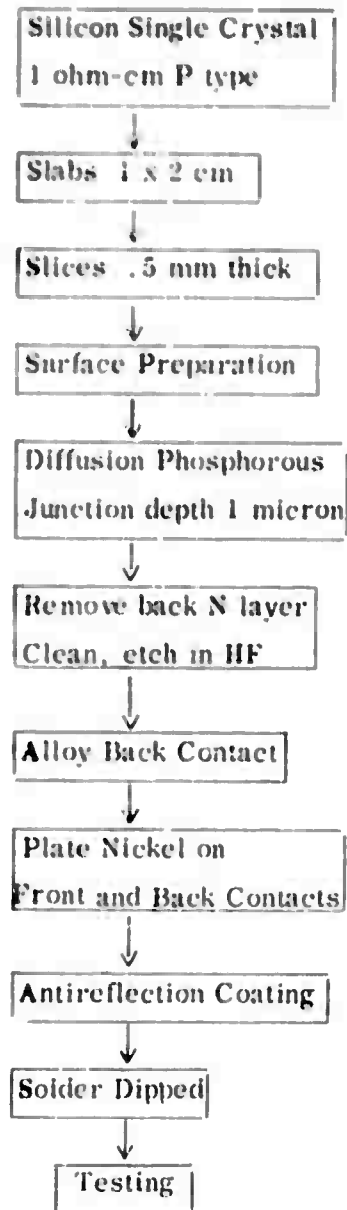 Silicon Single Crystal
1 ohm-cm P type
Slabs 1 x 2 cm
Slices .5 mm thick
Surface Preparation
Diffusion Phosphorous
Junction depth 1 micron
Remove back N layer
Clean, etch in HF
Alloy Back Contact
Plate Nickel on
Front and Back Contacts
Antireflection Coating
Solder Dipped
Testing